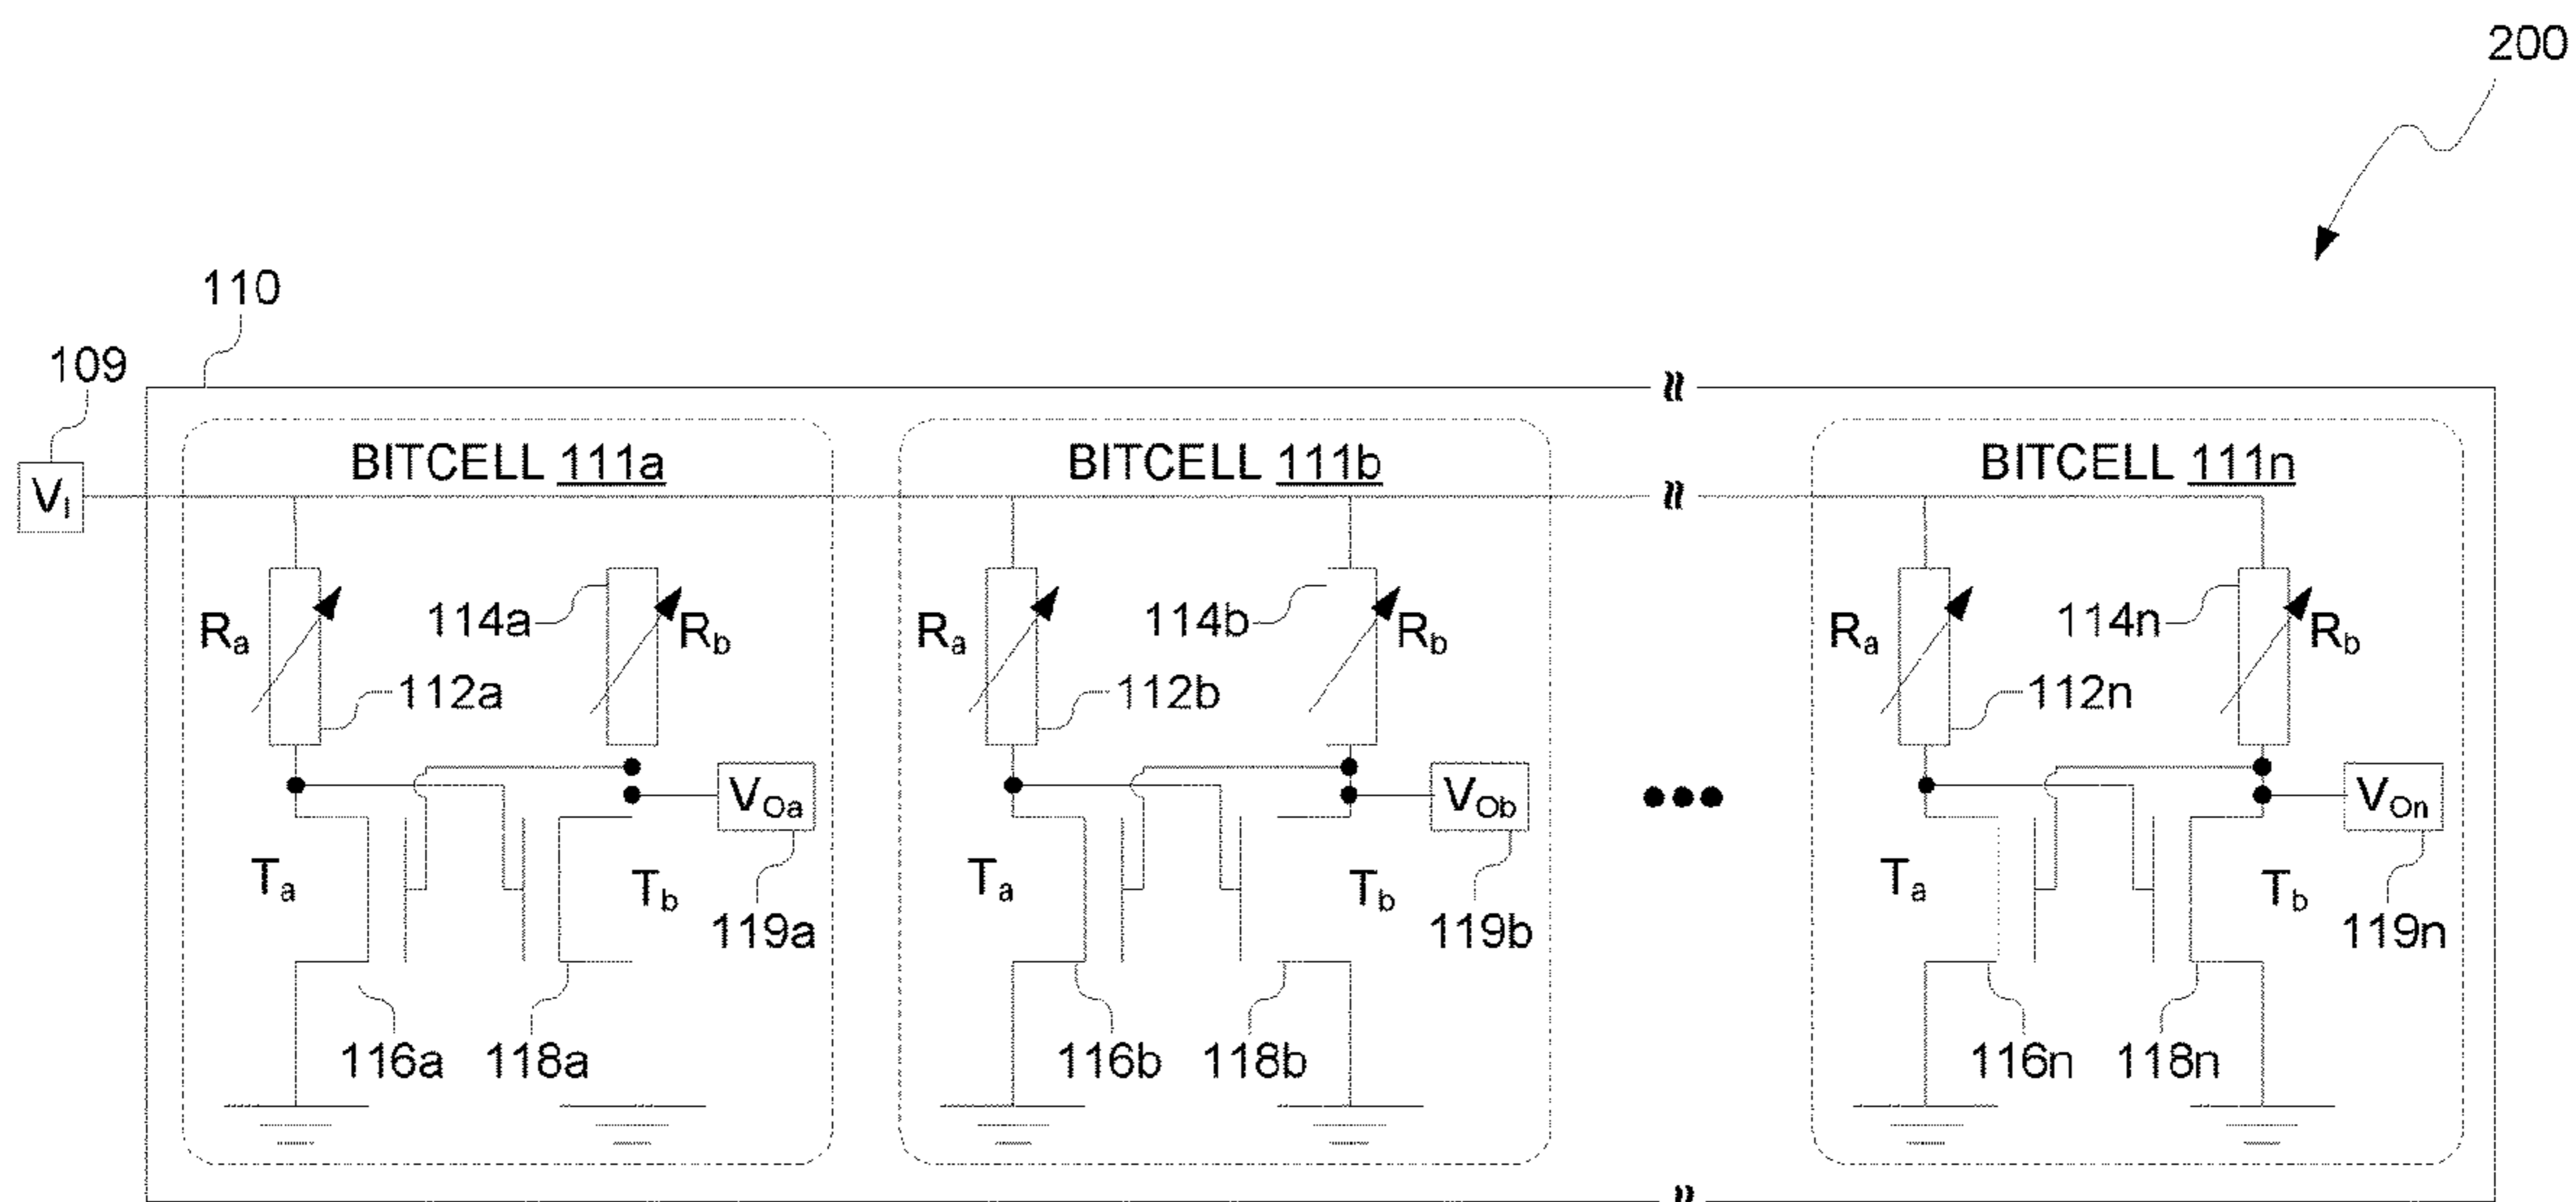 200
110
109
BITCELL 111a
BITCELL 111b
BITCELL 111n
VI
Ra
114a
Rb
Ra
114b
Rb
Ra
114n
Rb
112a
112b
112n
VOa
VOb
VOn
Ta
Tb
119a
Ta
Tb
119b
Ta
Tb
119n
116a
118a
116b
118b
116n
118n